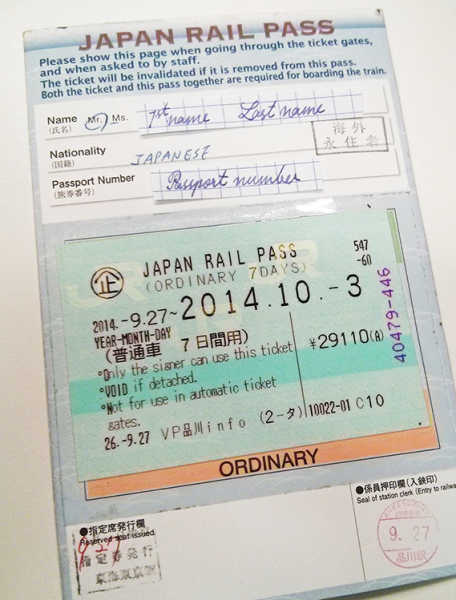 JAPAN RAIL PASS
Please show this page when going through the ticket gates,
and when asked to by staff.
The ticket will be invalidated if it is removed from this pass.
Both the ticket and this pass together are required for boarding the train.
Name Mr. Ms. 1st name Last name
(氏名)
海外
永住者
Nationality JAPANESE
(国籍)
Passport Number Passport number
(旅券番号)
JAPAN RAIL PASS 547
(ORDINARY 7DAYS) -60
2014.-9.27~2014.10.-3
YEAR-MONTH-DAY
(普通車 7日間用) ¥29110(A)
40479-446
°Only the signer can use this ticket
°VOID if detached.
°Not for use in automatic ticket
gates.
26.-9.27 VP品川info (2-タ) 10022-01 C10
ORDINARY
●指定席発行欄
Reserved seat issued
指定券発行
●係員押印欄(入鋏印)
Seal of station clerk (Entry to railwa
9.27
品川駅